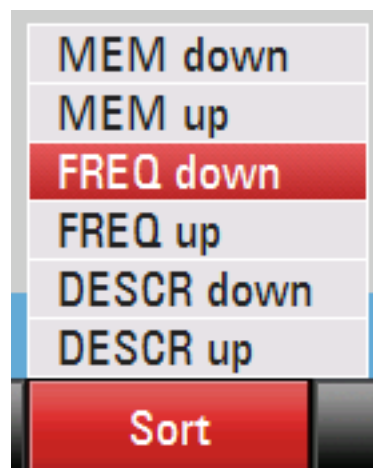 MEM down
MEM up
FREQ down
FREQ up
DESCR down
DESCR up
Sort